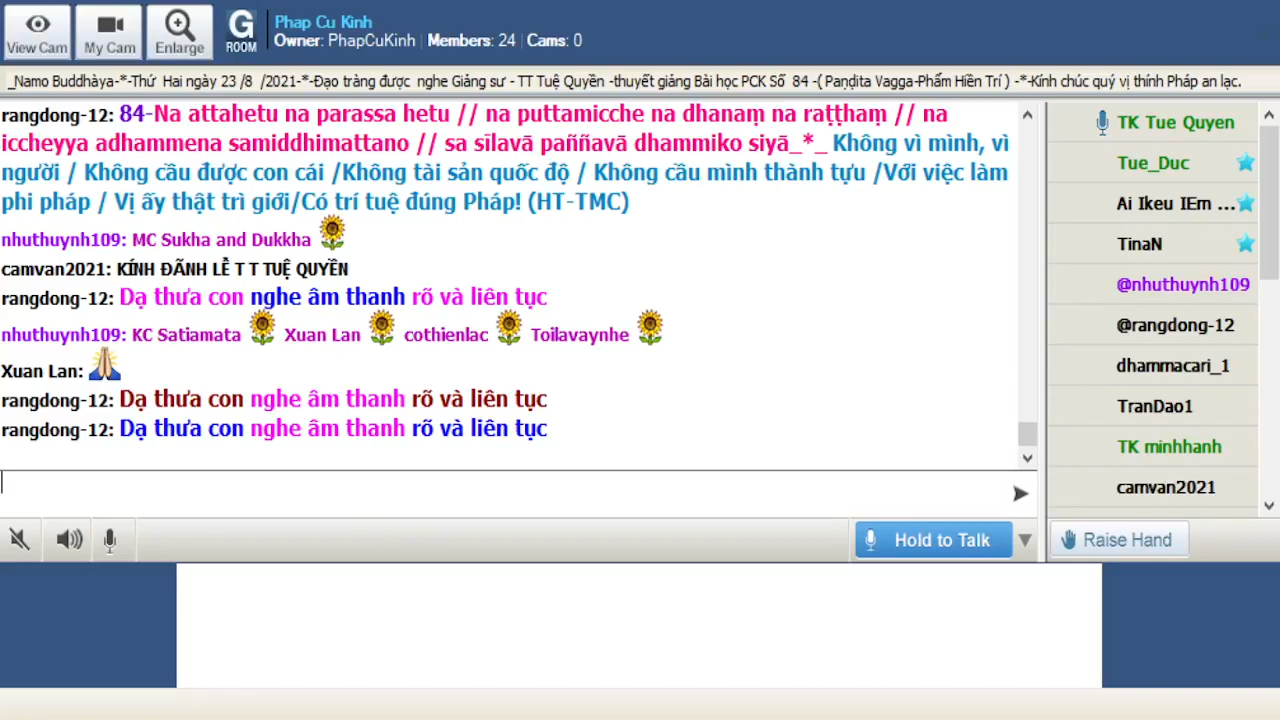 View Cam
My Cam
Enlarge
G
ROOM
Phap Cu Kinh
Owner: PhapCuKinh | Members: 24 | Cams: 0
_Namo Buddhàya-*-Thứ Hai ngày 23 /8 /2021-*-Đạo tràng được nghe Giảng sư - TT Tuệ Quyền -thuyết giảng Bài học PCK Số 84 -( Paṇḍita Vagga-Phẩm Hiền Trí ) -*-Kính chúc quý vị thính Pháp an lạc.
rangdong-12: 84-Na attahetu na parassa hetu // na puttamicche na dhanaṃ na raṭṭhaṃ // na
iccheyya adhammena samiddhimattano // sa sīlavā paññavā dhammiko siyā_*_ Không vì mình, vì
người / Không cầu được con cái /Không tài sản quốc độ / Không cầu mình thành tựu /Với việc làm
phi pháp / Vị ấy thật trì giới/Có trí tuệ đúng Pháp! (HT-TMC)
nhuthuynh109: MC Sukha and Dukkha
camvan2021: KÍNH ĐÃNH LỄ T T TUỆ QUYỀN
rangdong-12: Dạ thưa con nghe âm thanh rõ và liên tục
nhuthuynh109: KC Satiamata Xuan Lan cothienlac Toilavaynhe
Xuan Lan:
rangdong-12: Dạ thưa con nghe âm thanh rõ và liên tục
rangdong-12: Dạ thưa con nghe âm thanh rõ và liên tục
TK Tue Quyen
Tue_Duc
Ai Ikeu IEm ...
TinaN
@nhuthuynh109
@rangdong-12
dhammacari_1
TranDao1
TK minhhanh
camvan2021
Hold to Talk
Raise Hand